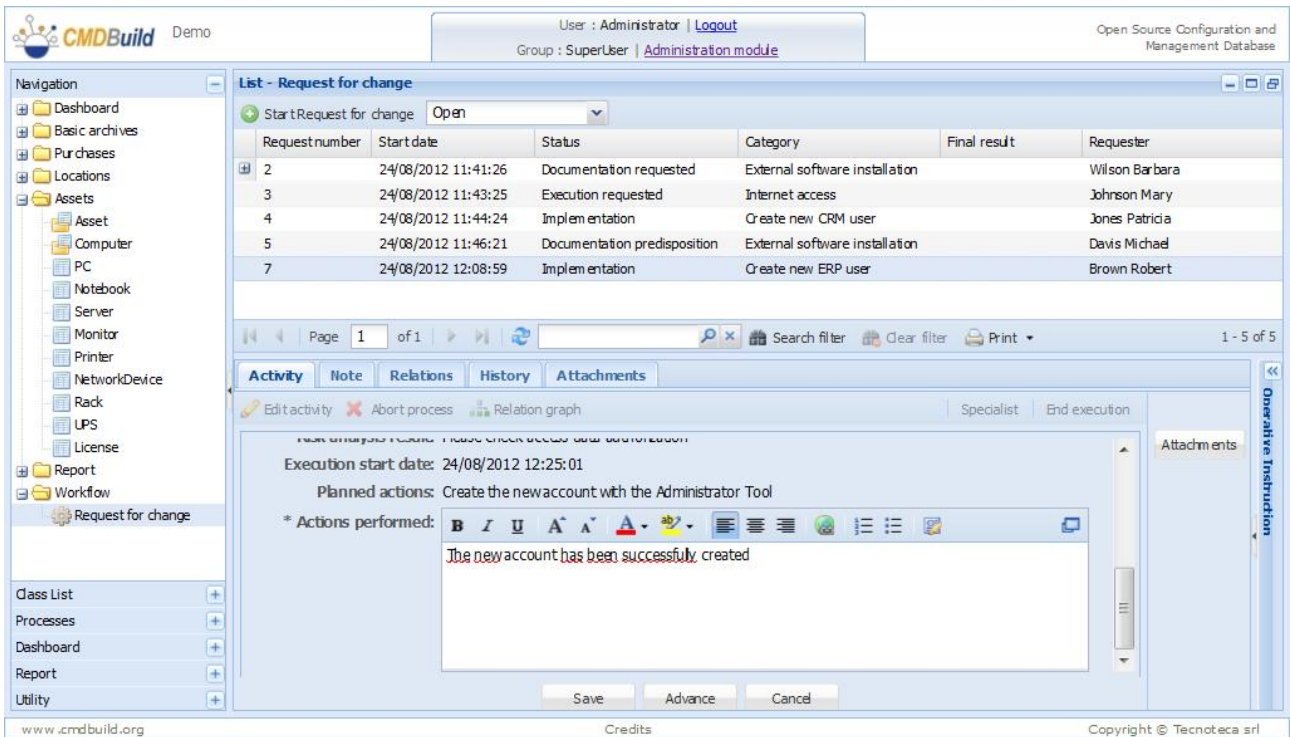 CMDBuild Demo
User : Administrator | Logout
Group : SuperUser | Administration module
Open Source Configuration and
Management Database
Navigation
Dashboard
Basic archives
Purchases
Locations
Assets
Asset
Computer
PC
Notebook
Server
Monitor
Printer
NetworkDevice
Rack
UPS
License
Report
Workflow
Request for change
Class List
Processes
Dashboard
Report
Utility
List - Request for change
Start Request for change Open
Request number Start date Status Category Final result Requester
2 24/08/2012 11:41:26 Documentation requested External software installation Wilson Barbara
3 24/08/2012 11:43:25 Execution requested Internet access Johnson Mary
4 24/08/2012 11:44:24 Implementation Create new CRM user Jones Patricia
5 24/08/2012 11:46:21 Documentation predisposition External software installation Davis Michael
7 24/08/2012 12:08:59 Implementation Create new ERP user Brown Robert
Page 1 of 1 Search filter Clear filter Print 1 - 5 of 5
Activity Note Relations History Attachments
Edit activity Abort process Relation graph Specialist End execution
Risk analysis result: Please check access data authorization
Execution start date: 24/08/2012 12:25:01
Planned actions: Create the new account with the Administrator Tool
* Actions performed: B I U A A A ab
The new account has been successfuly created
Save Advance Cancel
Attachments
Operative Instruction
www.cmdbuild.org Credits Copyright © Tecnoteca srl